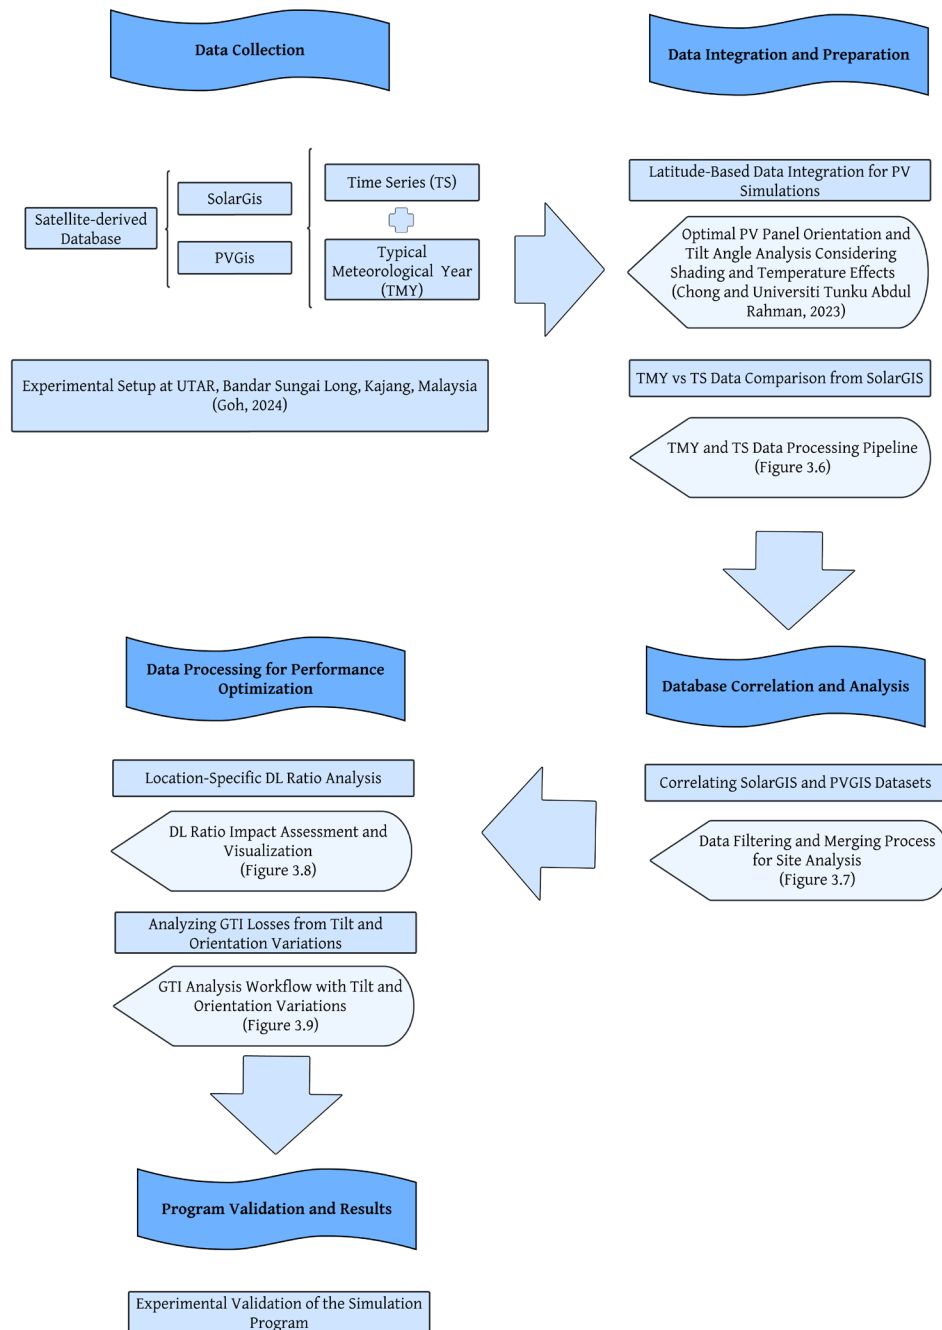 Data Collection
Satellite-derived
Database
SolarGis
PVGis
Time Series (TS)
Typical
Meteorological Year
(TMY)
Experimental Setup at UTAR, Bandar Sungai Long, Kajang, Malaysia
(Goh, 2024)
Data Integration and Preparation
Latitude-Based Data Integration for PV
Simulations
Optimal PV Panel Orientation and
Tilt Angle Analysis Considering
Shading and Temperature Effects
(Chong and Universiti Tunku Abdul
Rahman, 2023)
TMY vs TS Data Comparison from SolarGIS
TMY and TS Data Processing Pipeline
(Figure 3.6)
Database Correlation and Analysis
Correlating SolarGIS and PVGIS Datasets
Data Filtering and Merging Process
for Site Analysis
(Figure 3.7)
Data Processing for Performance
Optimization
Location-Specific DL Ratio Analysis
DL Ratio Impact Assessment and
Visualization
(Figure 3.8)
Analyzing GTI Losses from Tilt and
Orientation Variations
GTI Analysis Workflow with Tilt and
Orientation Variations
(Figure 3.9)
Program Validation and Results
Experimental Validation of the Simulation
Program